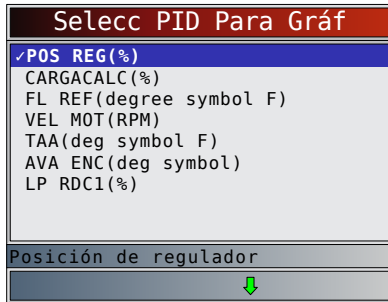 Selecc PID Para Gráf
✓POS REG(%)
CARGACALC(%)
FL REF(degree symbol F)
VEL MOT(RPM)
TAA(deg symbol F)
AVA ENC(deg symbol)
LP RDC1(%)
Posición de regulador